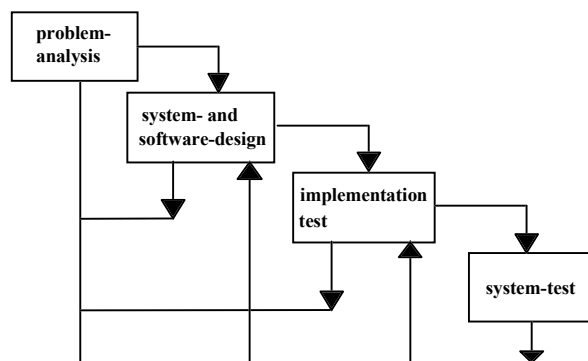 problem-
analysis
system- and
software-design
implementation
test
system-test